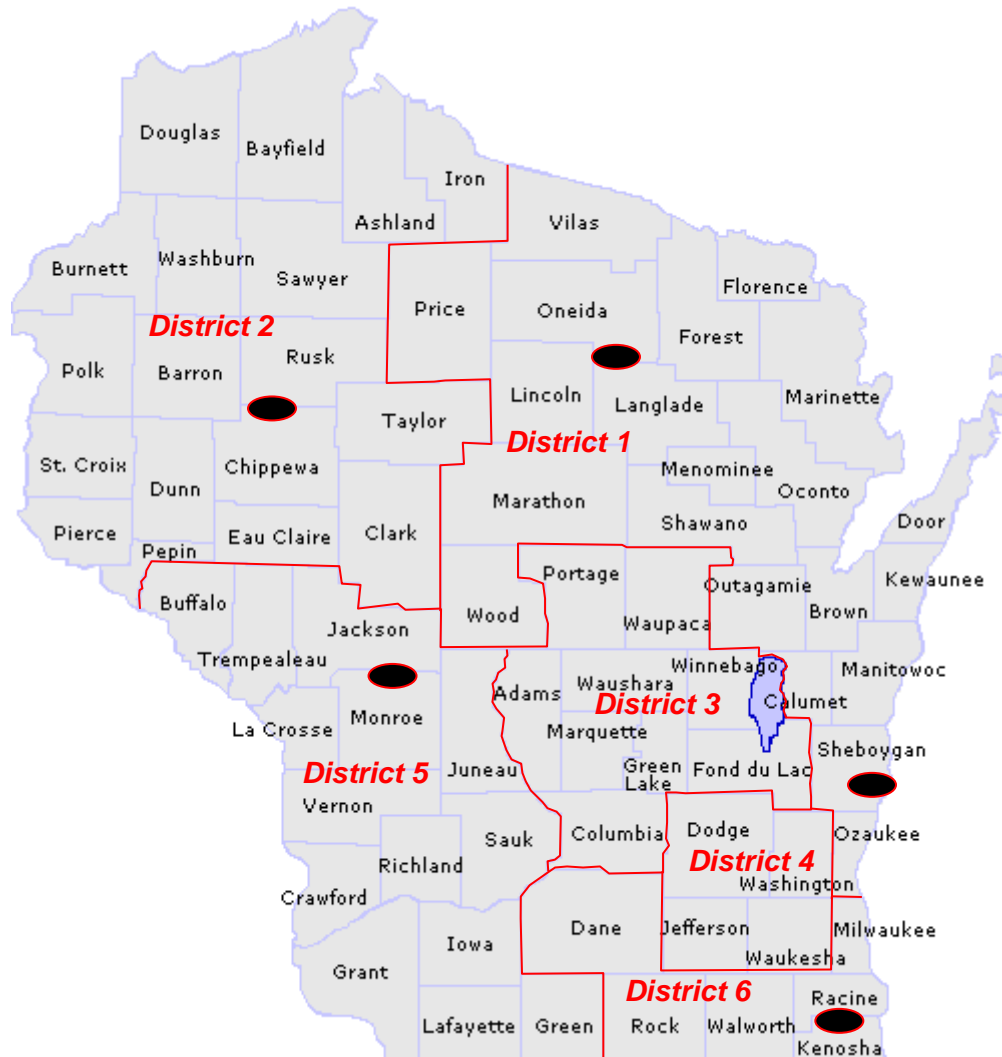 Douglas
Bayfield
Iron
Ashland
Vilas
Burnett
Washburn
Sawyer
Florence
Price
Oneida
District 2
Forest
Rusk
Polk
Barron
Lincoln
Langlade
Marinette
Taylor
District 1
St. Croix
Chippewa
Menominee
Dunn
Oconto
Marathon
Shawano
Door
Pierce
Eau Claire
Clark
Pepin
Portage
Outagamie
Kewaunee
Buffalo
Wood
Waupaca
Brown
Jackson
Trempealeau
Winnebago
Manitowoc
Adams
Waushara
Calumet
District 3
Monroe
La Crosse
Marquette
Sheboygan
District 5
Juneau
Green
Lake
Fond du Lac
Vernon
Sauk
Columbia
Dodge
Ozaukee
District 4
Richland
Washington
Crawford
Dane
Jefferson
Milwaukee
Iowa
Waukesha
Grant
District 6
Racine
Lafayette
Green
Rock
Walworth
Kenosha